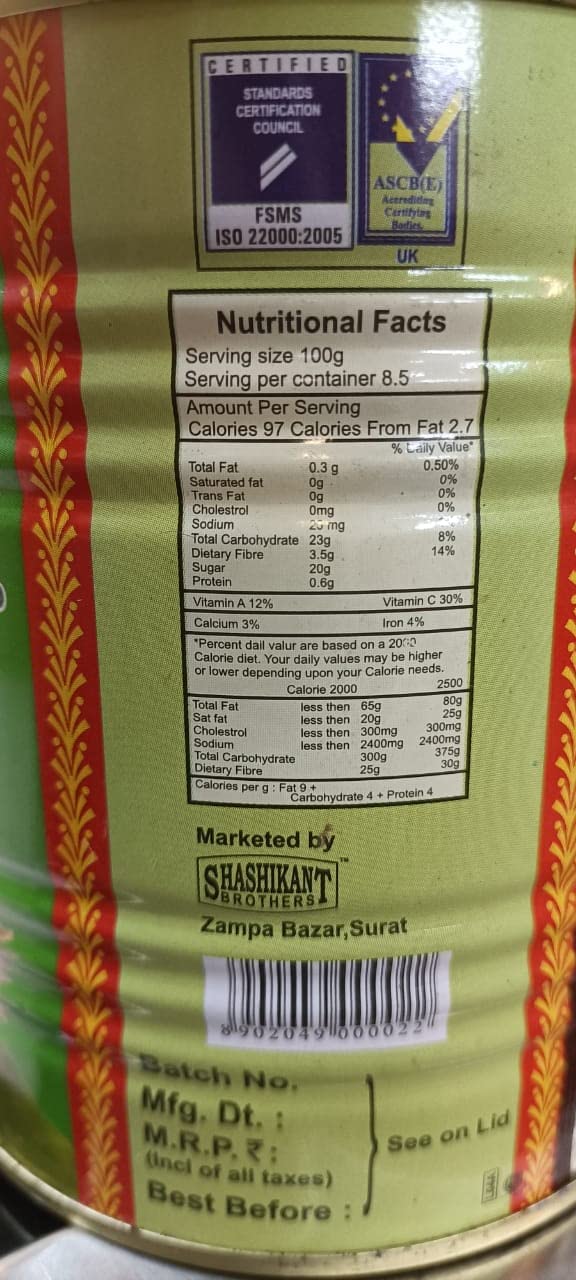 CERTIFIED
STANDARDS
CERTIFICATION
COUNCIL
FSMS
ISO 22000:2005
ASCB(E)
Accrediting
Certifying
Bodies
UK
Nutritional Facts
Serving size 100g
Serving per container 8.5
Amount Per Serving
Calories 97 Calories From Fat 2.7
% Daily Value*
Total Fat 0.3 g 0.50%
Saturated fat 0g 0%
Trans Fat 0g 0%
Cholestrol 0mg 0%
Sodium mg
Total Carbohydrate 23g 8%
Dietary Fibre 3.5g 14%
Sugar 20g
Protein 0.6g
Vitamin A 12% Vitamin C 30%
Calcium 3% Iron 4%
*Percent dail valur are based on a
Calorie diet. Your daily values may be higher
or lower depending upon your Calorie needs.
Calorie 2000 2500
Total Fat less then 65g 80g
Sat fat less then 20g 25g
Cholestrol less then 300mg 300mg
Sodium less then 2400mg 2400mg
Total Carbohydrate 300g 375g
Dietary Fibre 25g 30g
Calories per g : Fat 9 +
Carbohydrate 4 + Protein 4
Marketed by
SHASHIKANT
BROTHERS
TM
Zampa Bazar,Surat
8902049000022
Batch No.
Mfg. Dt. :
M.R.P. ₹ :
(Incl of all taxes)
Best Before :
See on Lid